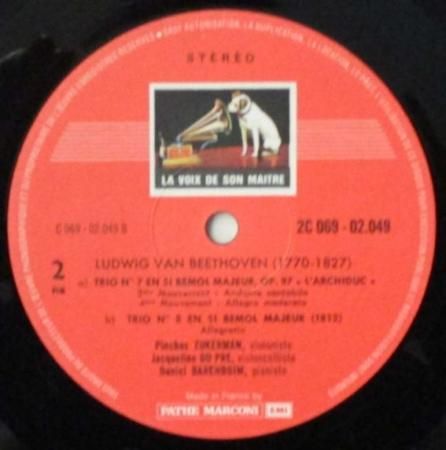 STEREO
LA VOIX DE SON MAITRE
C 069 - 02.049 B
2C 069 - 02.049
2
LUDWIG VAN BEETHOVEN (1770-1827)
a) TRIO N° 7 EN SI BEMOL MAJEUR, OP. 97 « L'ARCHIDUC »
3me Mouvement - Andante cantabile
4me Mouvement - Allegro moderato
b) TRIO N° 8 EN SI BEMOL MAJEUR (1812)
Allegretto
Pinchas ZUKERMAN, violoniste
Jacqueline DU PRE, violoncelliste
Daniel BARENBOIM, pianiste
Made in France by
PATHE MARCONI EMI